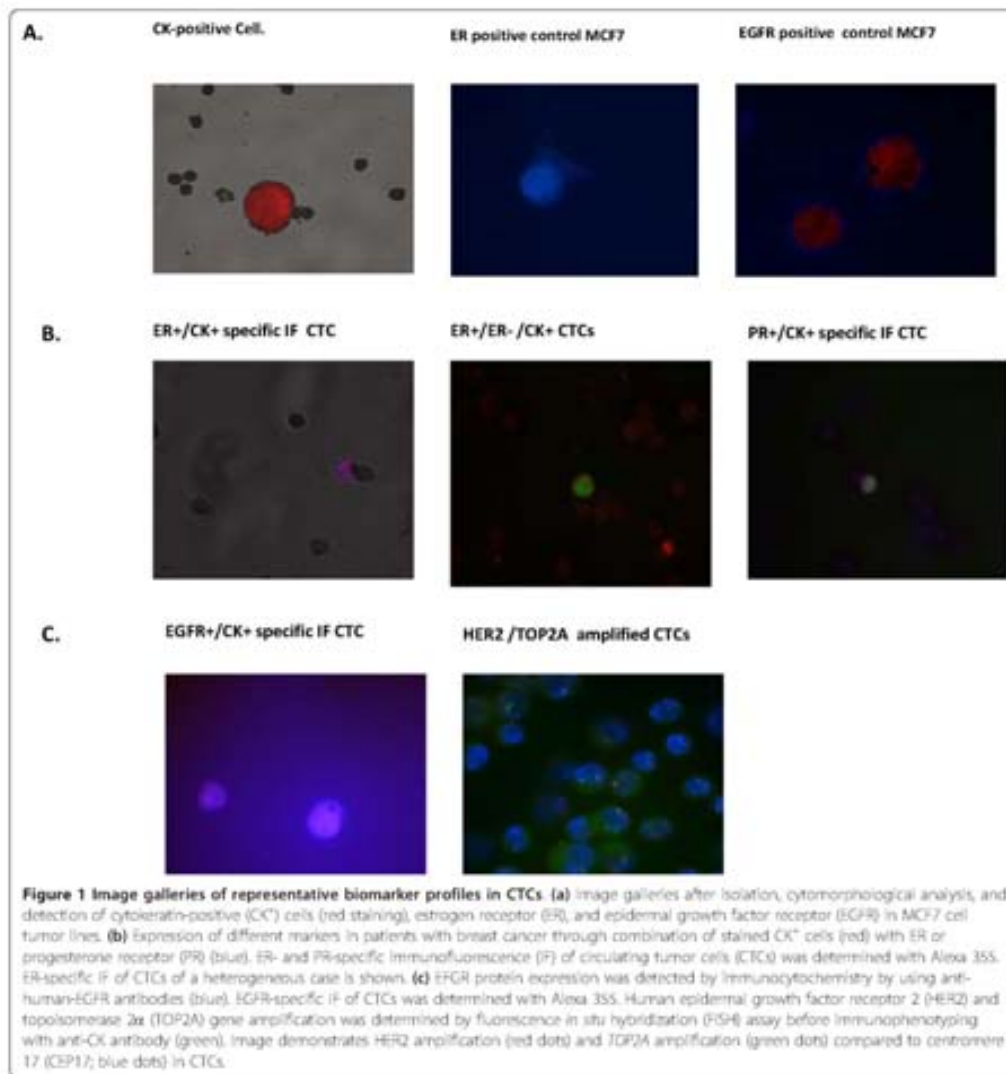 A.
CK-positive Cell.
ER positive control MCF7
EGFR positive control MCF7
B.
ER+/CK+ specific IF CTC
ER+/ER- /CK+ CTCs
PR+/CK+ specific IF CTC
C.
EGFR+/CK+ specific IF CTC
HER2 /TOP2A amplified CTCs
Figure 1 Image galleries of representative biomarker profiles in CTCs. (a) Image galleries after isolation, cytomorphological analysis, and
detection of cytokeratin-positive (CK⁺) cells (red staining), estrogen receptor (ER), and epidermal growth factor receptor (EGFR) in MCF7 cell
tumor lines. (b) Expression of different markers in patients with breast cancer through combination of stained CK⁺ cells (red) with ER or
progesterone receptor (PR) (blue). ER- and PR-specific immunofluorescence (IF) of circulating tumor cells (CTCs) was determined with Alexa 355.
ER-specific IF of CTCs of a heterogeneous case is shown. (c) EFGR protein expression was detected by immunocytochemistry by using anti-
human-EGFR antibodies (blue). EGFR-specific IF of CTCs was determined with Alexa 355. Human epidermal growth factor receptor 2 (HER2) and
topoisomerase 2α (TOP2A) gene amplification was determined by fluorescence in situ hybridization (FISH) assay before immunophenotyping
with anti-CK antibody (green). Image demonstrates HER2 amplification (red dots) and TOP2A amplification (green dots) compared to centromere
17 (CEP17; blue dots) in CTCs.